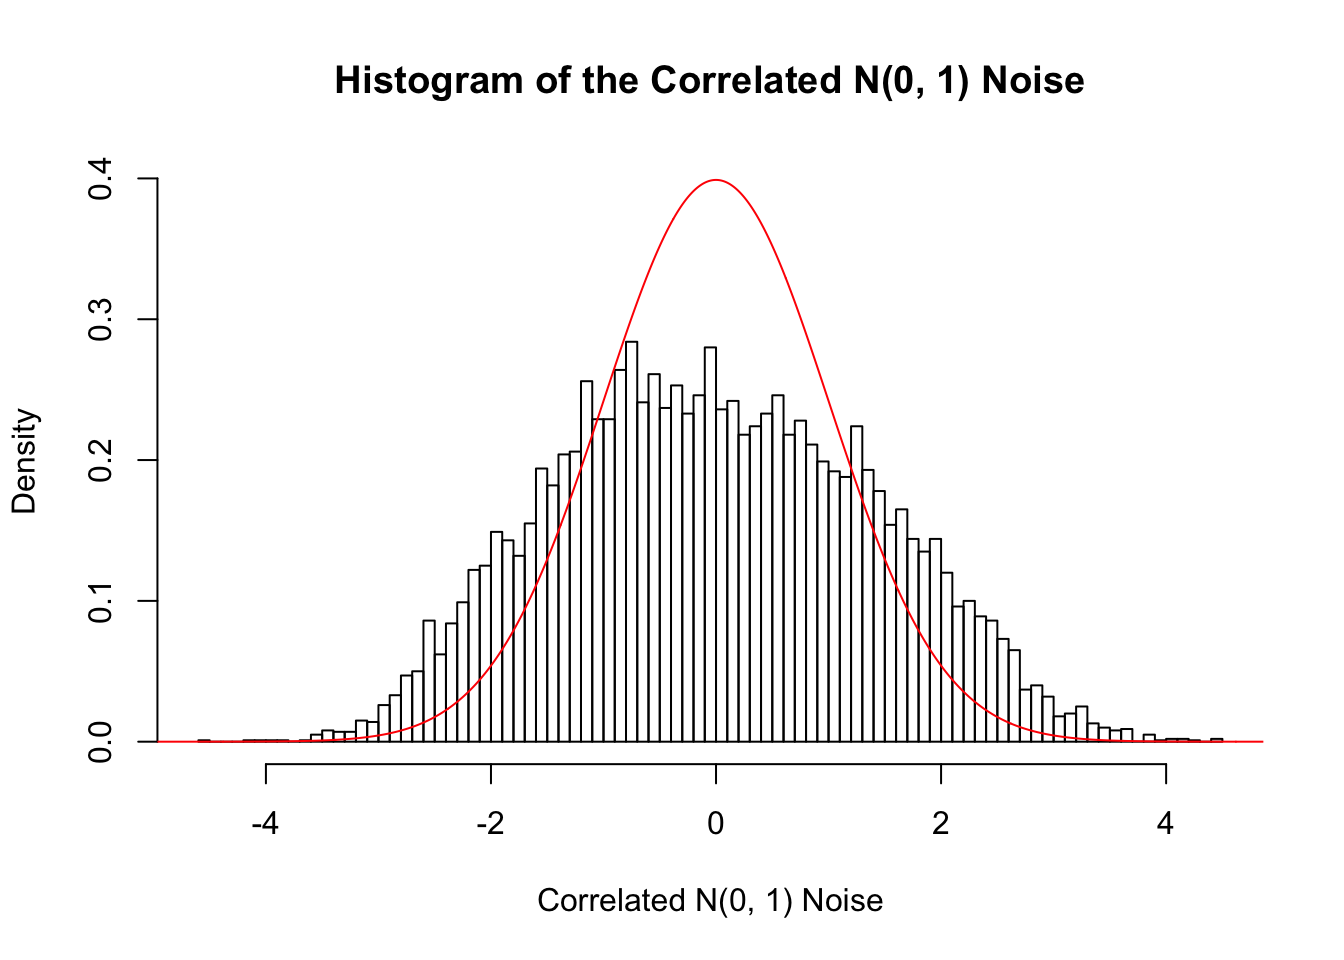 Histogram of the Correlated N(0, 1) Noise
Density
0.4
0.3
0.2
0.1
0.0
-4 -2 0 2 4
Correlated N(0, 1) Noise